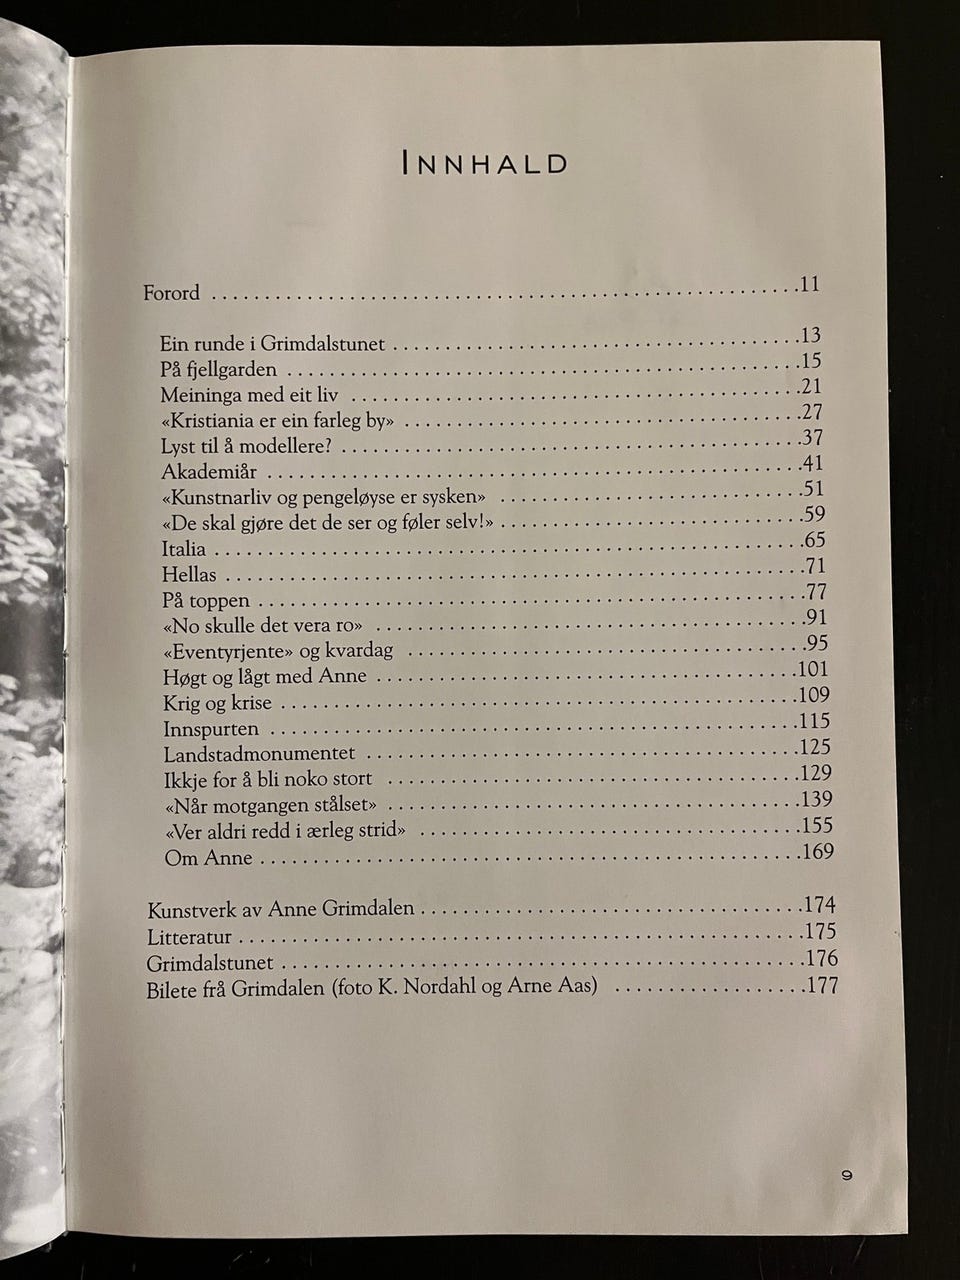 INNHALD
Forord . . . . . . . . . . . . . . . . . . . . . . . . . . . . . . . . . . . . . . . . . . . . . . . . . . . . . . . .11
Ein runde i Grimdalstunet . . . . . . . . . . . . . . . . . . . . . . . . . . . . . . . . . . . . . . .13
På fjellgarden . . . . . . . . . . . . . . . . . . . . . . . . . . . . . . . . . . . . . . . . . . . . . . . . .15
Meininga med eit liv . . . . . . . . . . . . . . . . . . . . . . . . . . . . . . . . . . . . . . . . . . .21
«Kristiania er ein farleg by» . . . . . . . . . . . . . . . . . . . . . . . . . . . . . . . . . . . . . .27
Lyst til å modellere? . . . . . . . . . . . . . . . . . . . . . . . . . . . . . . . . . . . . . . . . . . . .37
Akademiår . . . . . . . . . . . . . . . . . . . . . . . . . . . . . . . . . . . . . . . . . . . . . . . . . . .41
«Kunstnarliv og pengeløyse er sysken» . . . . . . . . . . . . . . . . . . . . . . . . . . . . .51
«De skal gjøre det de ser og føler selv!» . . . . . . . . . . . . . . . . . . . . . . . . . . . . .59
Italia . . . . . . . . . . . . . . . . . . . . . . . . . . . . . . . . . . . . . . . . . . . . . . . . . . . . . . . .65
Hellas . . . . . . . . . . . . . . . . . . . . . . . . . . . . . . . . . . . . . . . . . . . . . . . . . . . . . . .71
På toppen . . . . . . . . . . . . . . . . . . . . . . . . . . . . . . . . . . . . . . . . . . . . . . . . . . . .77
«No skulle det vera ro» . . . . . . . . . . . . . . . . . . . . . . . . . . . . . . . . . . . . . . . . .91
«Eventyrjente» og kvardag . . . . . . . . . . . . . . . . . . . . . . . . . . . . . . . . . . . . . .95
Høgt og lågt med Anne . . . . . . . . . . . . . . . . . . . . . . . . . . . . . . . . . . . . . . . .101
Krig og krise . . . . . . . . . . . . . . . . . . . . . . . . . . . . . . . . . . . . . . . . . . . . . . . . .109
Innspurten . . . . . . . . . . . . . . . . . . . . . . . . . . . . . . . . . . . . . . . . . . . . . . . . . .115
Landstadmonumentet . . . . . . . . . . . . . . . . . . . . . . . . . . . . . . . . . . . . . . . . .125
Ikkje for å bli noko stort . . . . . . . . . . . . . . . . . . . . . . . . . . . . . . . . . . . . . . .129
«Når motgangen stålset» . . . . . . . . . . . . . . . . . . . . . . . . . . . . . . . . . . . . . . .139
«Ver aldri redd i ærleg strid» . . . . . . . . . . . . . . . . . . . . . . . . . . . . . . . . . . . .155
Om Anne . . . . . . . . . . . . . . . . . . . . . . . . . . . . . . . . . . . . . . . . . . . . . . . . . . .169
Kunstverk av Anne Grimdalen . . . . . . . . . . . . . . . . . . . . . . . . . . . . . . . . . . . .174
Litteratur . . . . . . . . . . . . . . . . . . . . . . . . . . . . . . . . . . . . . . . . . . . . . . . . . . . . .175
Grimdalstunet . . . . . . . . . . . . . . . . . . . . . . . . . . . . . . . . . . . . . . . . . . . . . . . . .176
Bilete frå Grimdalen (foto K. Nordahl og Arne Aas) . . . . . . . . . . . . . . . . . .177
9